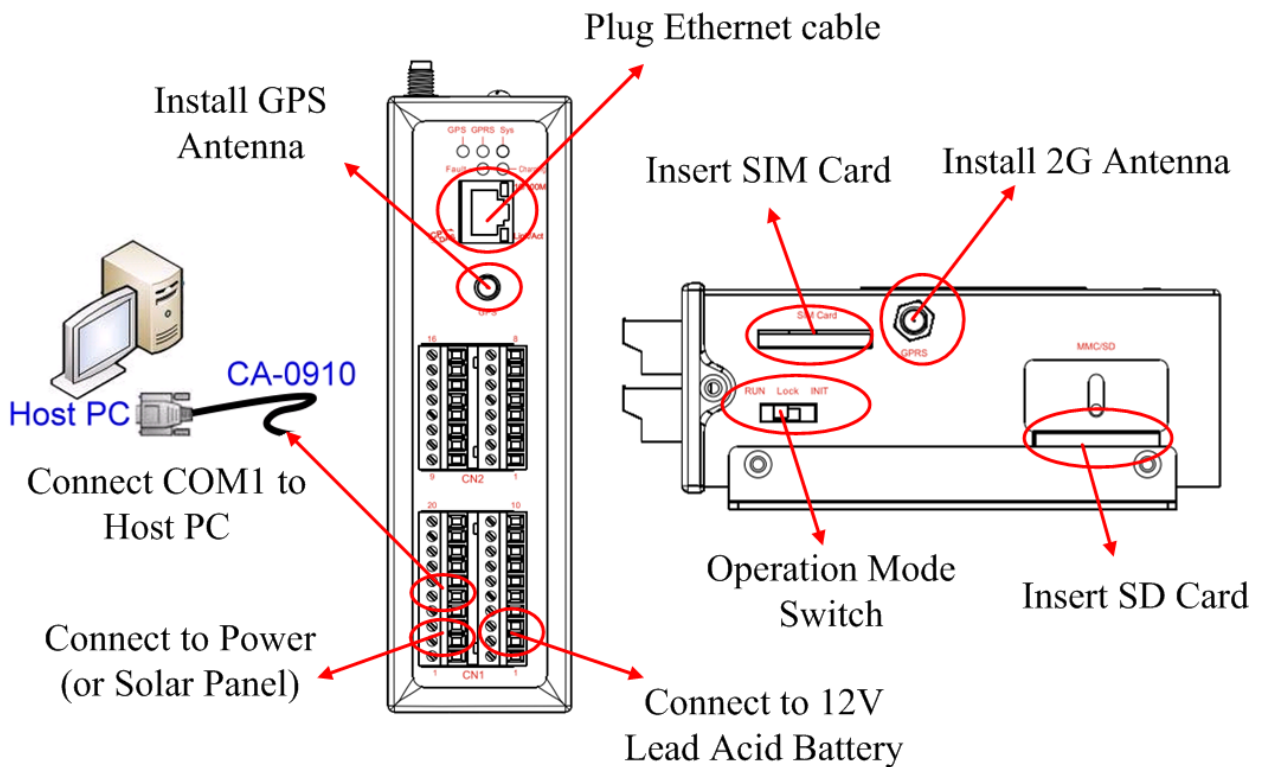 Plug Ethernet cable
Install GPS
Antenna
Insert SIM Card
Install 2G Antenna
GPS GPRS Sys
Fault
Link/Act
GPS
16 8
9 CN2 1
20 10
1 CN1 1
Host PC
CA-0910
Connect COM1 to
Host PC
Connect to Power
(or Solar Panel)
Connect to 12V
Lead Acid Battery
SIM Card
GPRS
MMC/SD
RUN Lock INIT
Operation Mode
Switch
Insert SD Card